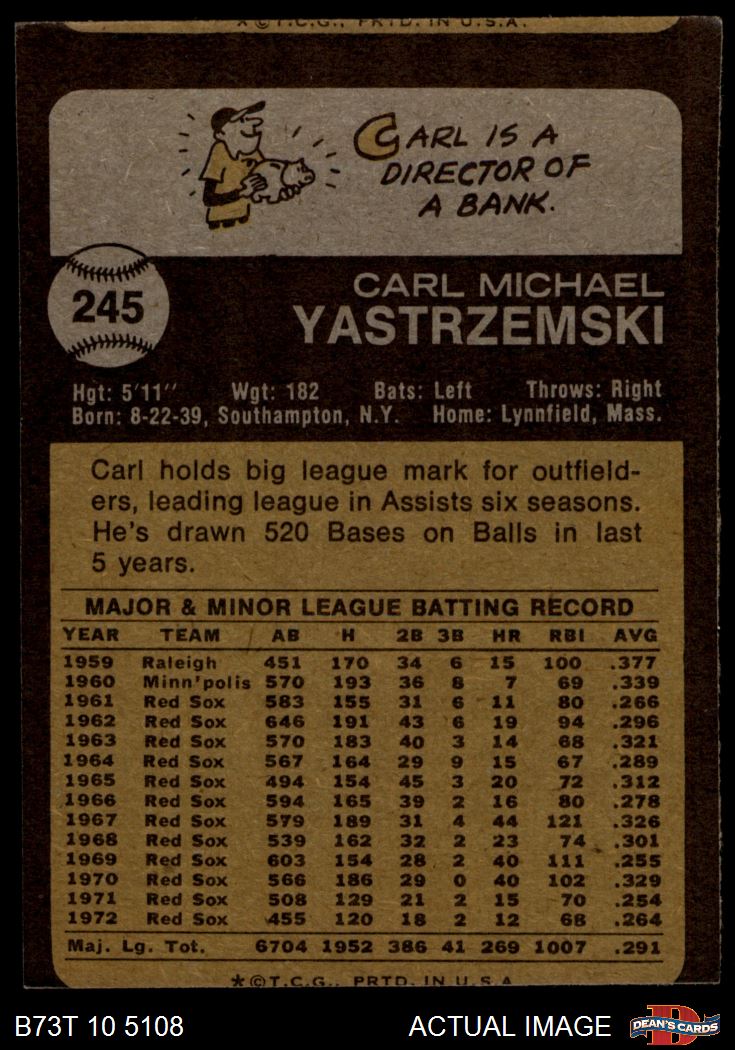 *©T.C.G., PRTD. IN U.S.A.
CARL IS A
DIRECTOR OF
A BANK.
245
CARL MICHAEL
YASTRZEMSKI
Hgt: 5'11" Wgt: 182 Bats: Left Throws: Right
Born: 8-22-39, Southampton, N.Y. Home: Lynnfield, Mass.
Carl holds big league mark for outfield-
ers, leading league in Assists six seasons.
He's drawn 520 Bases on Balls in last
5 years.
MAJOR & MINOR LEAGUE BATTING RECORD
YEAR TEAM AB H 2B 3B HR RBI AVG
1959 Raleigh 451 170 34 6 15 100 .377
1960 Minn'polis 570 193 36 8 7 69 .339
1961 Red Sox 583 155 31 6 11 80 .266
1962 Red Sox 646 191 43 6 19 94 .296
1963 Red Sox 570 183 40 3 14 68 .321
1964 Red Sox 567 164 29 9 15 67 .289
1965 Red Sox 494 154 45 3 20 72 .312
1966 Red Sox 594 165 39 2 16 80 .278
1967 Red Sox 579 189 31 4 44 121 .326
1968 Red Sox 539 162 32 2 23 74 .301
1969 Red Sox 603 154 28 2 40 111 .255
1970 Red Sox 566 186 29 0 40 102 .329
1971 Red Sox 508 129 21 2 15 70 .254
1972 Red Sox 455 120 18 2 12 68 .264
Maj. Lg. Tot. 6704 1952 386 41 269 1007 .291
*©T.C.G., PRTD. IN U.S.A
B73T 10 5108 ACTUAL IMAGE
D
DEAN'S CARDS